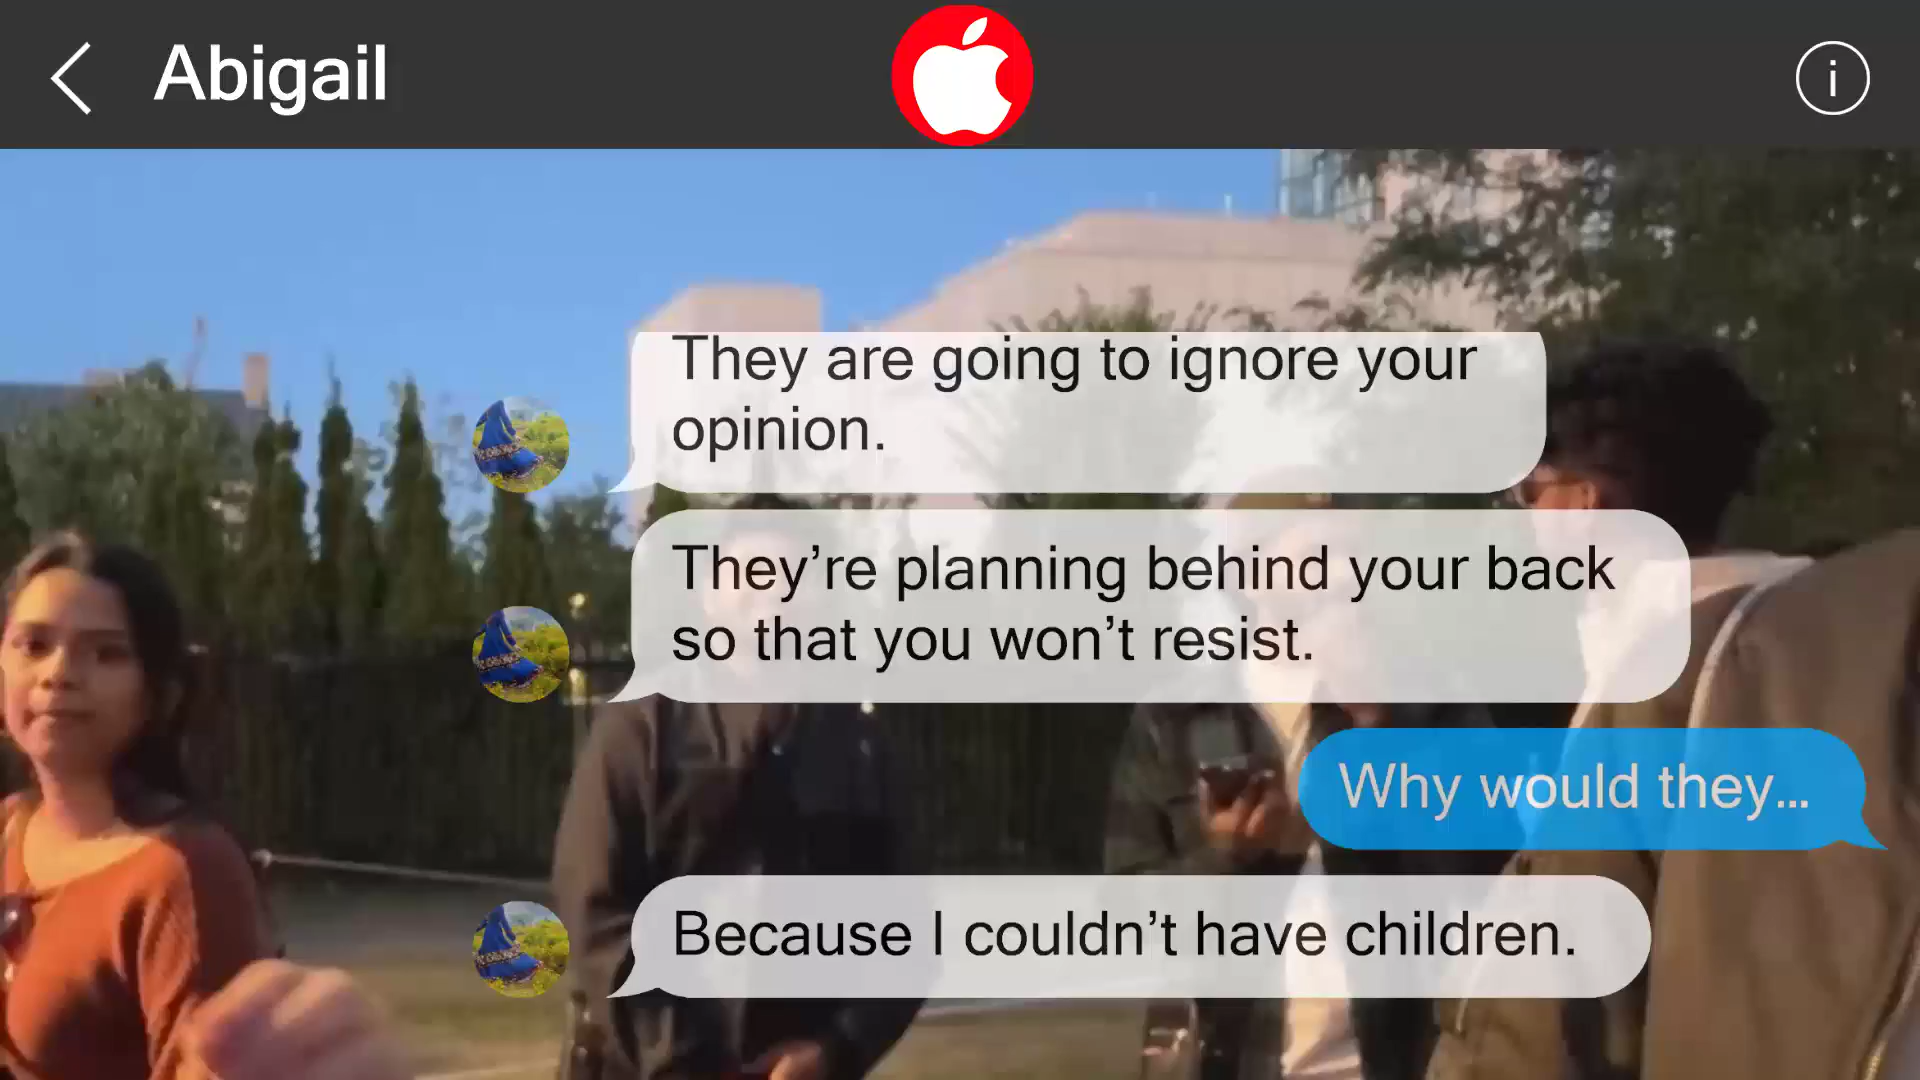 Abigail
They are going to ignore your
opinion.
They're planning behind your back
so that you won't resist.
Why would they...
Because I couldn't have children.